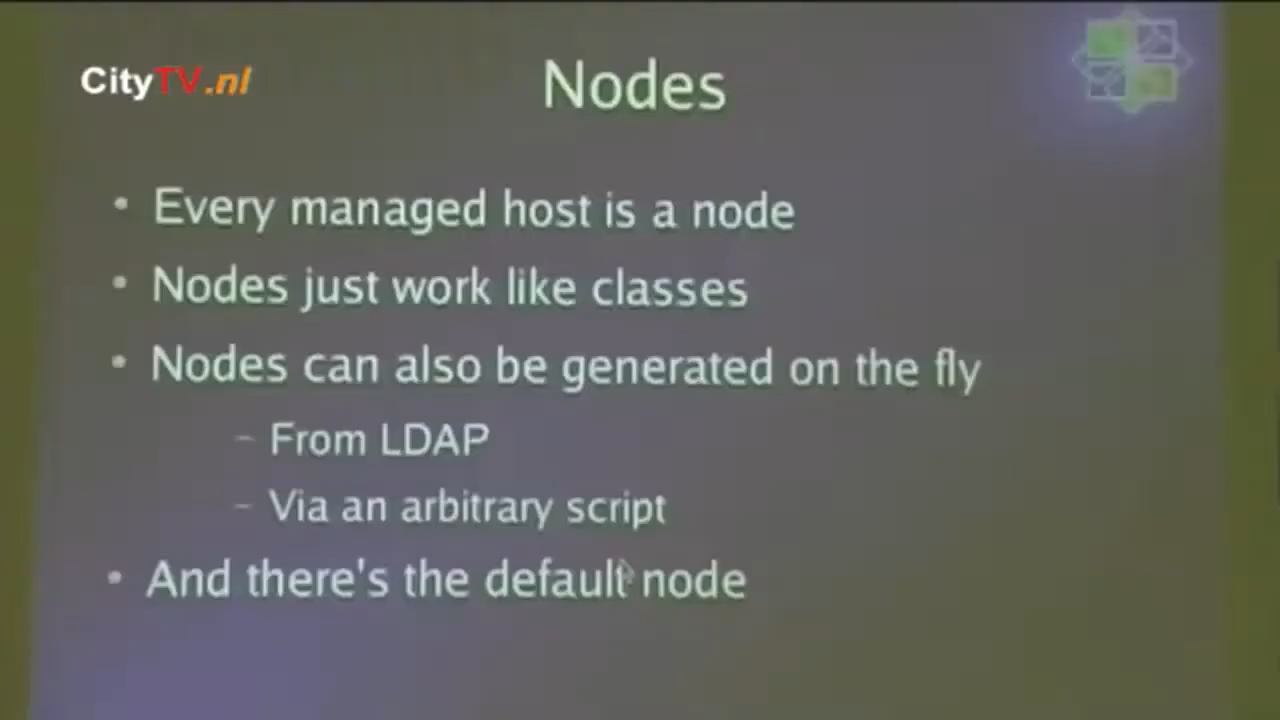 CityTV.nl
Nodes
• Every managed host is a node
• Nodes just work like classes
• Nodes can also be generated on the fly
– From LDAP
– Via an arbitrary script
• And there's the default node